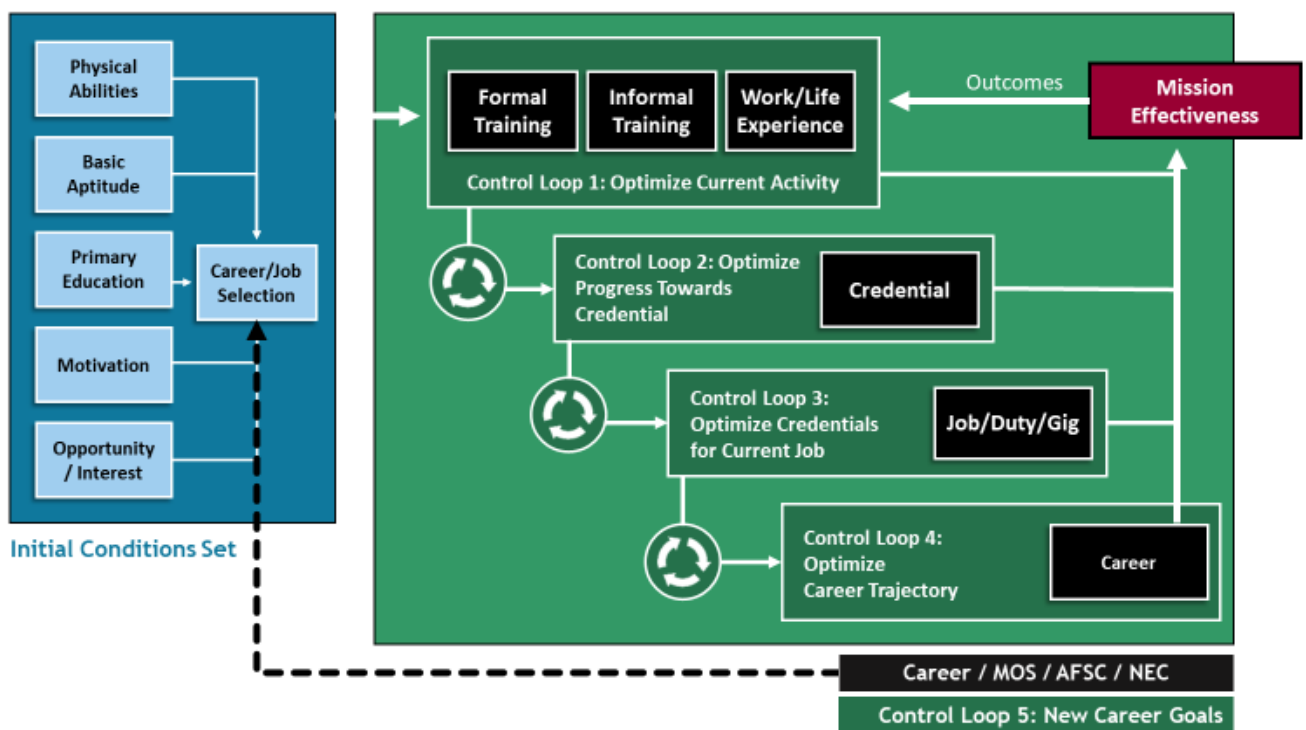 Physical
Abilities
Basic
Aptitude
Primary
Education
Motivation
Opportunity
/ Interest
Career/Job
Selection
Initial Conditions Set
Formal
Training
Informal
Training
Work/Life
Experience
Control Loop 1: Optimize Current Activity
Outcomes
Mission
Effectiveness
Control Loop 2: Optimize
Progress Towards
Credential
Credential
Control Loop 3:
Optimize Credentials
for Current Job
Job/Duty/Gig
Control Loop 4:
Optimize
Career Trajectory
Career
Career / MOS / AFSC / NEC
Control Loop 5: New Career Goals